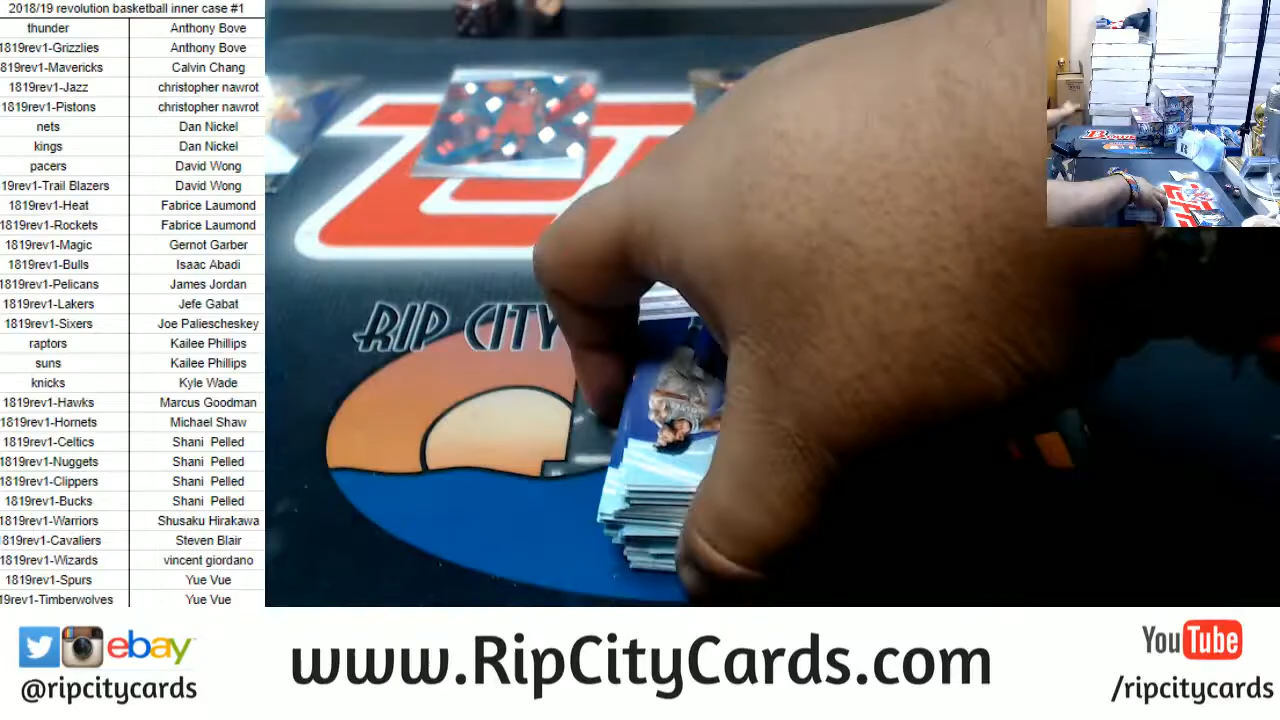 2018/19 revolution basketball inner case #1
thunder Anthony Bove
1819rev1-Grizzlies Anthony Bove
819rev1-Mavericks Calvin Chang
1819rev1-Jazz christopher nawrot
1819rev1-Pistons christopher nawrot
nets Dan Nickel
kings Dan Nickel
pacers David Wong
19rev1-Trail Blazers David Wong
1819rev1-Heat Fabrice Laumond
1819rev1-Rockets Fabrice Laumond
1819rev1-Magic Gernot Garber
1819rev1-Bulls Isaac Abadi
1819rev1-Pelicans James Jordan
1819rev1-Lakers Jefe Gabat
1819rev1-Sixers Joe Paliescheskey
raptors Kailee Phillips
suns Kailee Phillips
knicks Kyle Wade
1819rev1-Hawks Marcus Goodman
1819rev1-Hornets Michael Shaw
1819rev1-Celtics Shani Pelled
1819rev1-Nuggets Shani Pelled
1819rev1-Clippers Shani Pelled
1819rev1-Bucks Shani Pelled
1819rev1-Warriors Shusaku Hirakawa
1819rev1-Cavaliers Steven Blair
1819rev1-Wizards vincent giordano
1819rev1-Spurs Yue Vue
19rev1-Timberwolves Yue Vue
RIP CITY
ebay
@ripcitycards
www.RipCityCards.com
YouTube
/ripcitycards